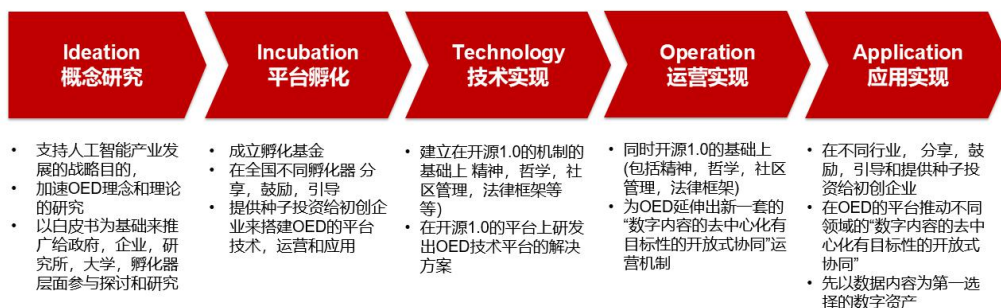 Ideation
概念研究
• 支持人工智能产业发
展的战略目的，
• 加速OED理念和理论
的研究
• 以白皮书为基础来推
广给政府，企业，研
究所，大学，孵化器
层面参与探讨和研究
Incubation
平台孵化
• 成立孵化基金
• 在全国不同孵化器 分
享，鼓励，引导
• 提供种子投资给初创企
业来搭建OED的平台
技术，运营和应用
Technology
技术实现
• 建立在开源1.0的机制的
基础上 精神，哲学，社
区管理，法律框架等
等)
• 在开源1.0的平台上研发
出OED技术平台的解决
方案
Operation
运营实现
• 同时开源1.0的基础上
(包括精神，哲学，社区
管理，法律框架)
• 为OED延伸出新一套的
“数字内容的去中心化有
目标性的开放式协同”运
营机制
Application
应用实现
• 在不同行业， 分享，鼓
励，引导和提供种子投
资给初创企业
• 在OED的平台推动不同
领域的“数字内容的去中
心化有目标性的开放式
协同”
• 先以数据内容为第一选
择的数字资产